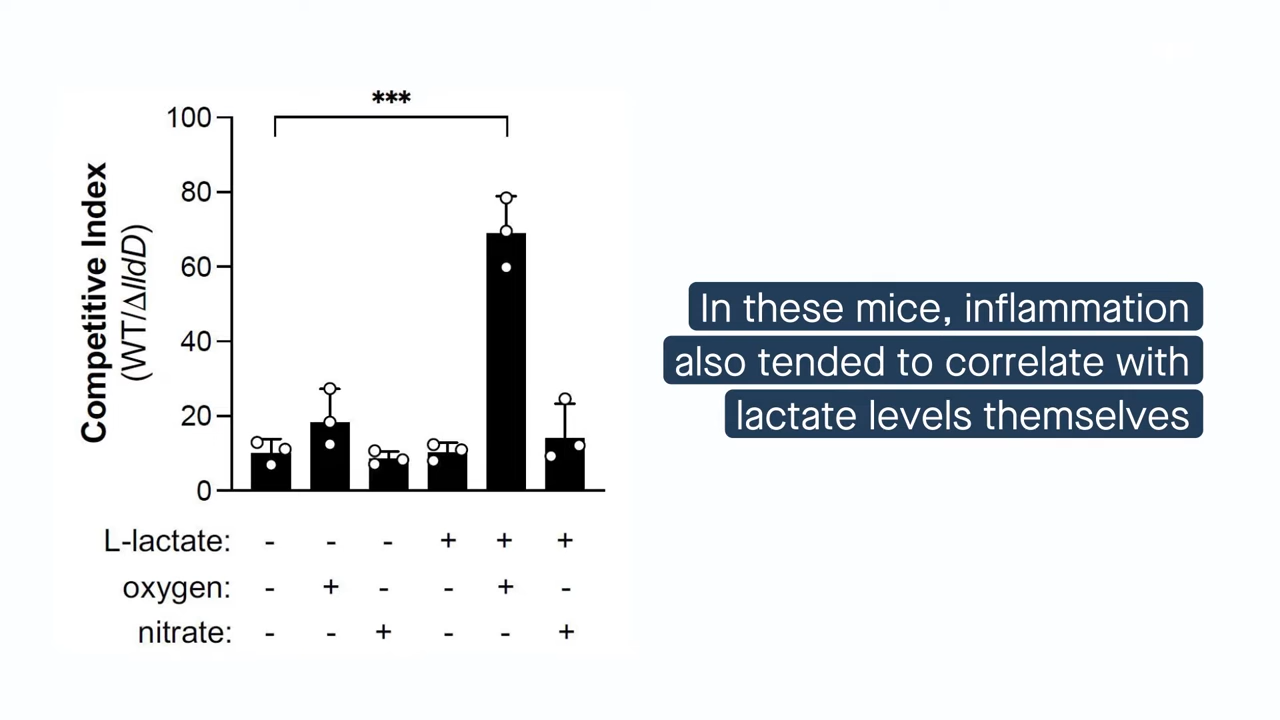 ***
100
80
60
40
20
0
Competitive Index
(WT/ΔlldD)
L-lactate: - - - + + +
oxygen: - + - - + -
nitrate: - - + - - +
In these mice, inflammation
also tended to correlate with
lactate levels themselves